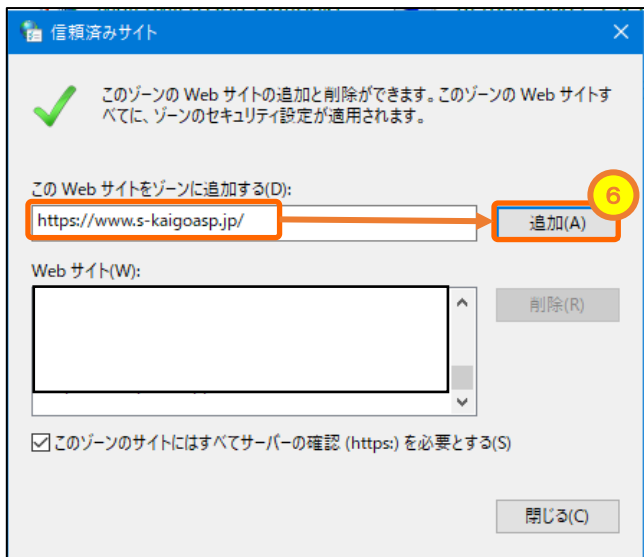 信頼済みサイト
このゾーンの Web サイトの追加と削除ができます。このゾーンの Web サイトす
べてに、ゾーンのセキュリティ設定が適用されます。
この Web サイトをゾーンに追加する(D):
⑥
https://www.s-kaigoasp.jp/
追加(A)
Web サイト(W):
削除(R)
このゾーンのサイトにはすべてサーバーの確認 (https:) を必要とする(S)
閉じる(C)